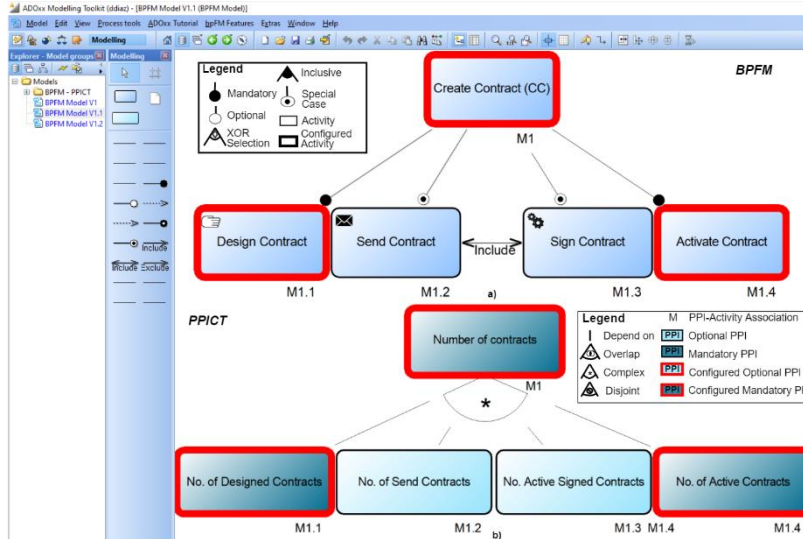 ADOxx Modelling Toolkit (ddiaz) - [BPFM Model V1.1 (BPFM Model)]
Model Edit View Process tools ADOxx Tutorial bpFM Features Extras Window Help
Modelling
Explorer - Model groups
Modelling
Models
BPFM - PPICT
BPFM Model V1
BPFM Model V1.1
BPFM Model V1.2
Include
Include Exclude
Legend
Mandatory
Optional
XOR Selection
Inclusive
Special Case
Activity
Configured Activity
BPFM
Create Contract (CC)
M1
Design Contract
Send Contract
Include
Sign Contract
Activate Contract
M1.1
M1.2
a)
M1.3
M1.4
PPICT
Number of contracts
M1
*
Legend
Depend on
Overlap
Complex
Disjoint
M PPI-Activity Association
PPI Optional PPI
PPI Mandatory PPI
PPI Configured Optional PPI
PPI Configured Mandatory PP
No. of Designed Contracts
No. of Send Contracts
No. Active Signed Contracts
No. of Active Contracts
M1.1
M1.2
b)
M1.3
M1.4
M1.4